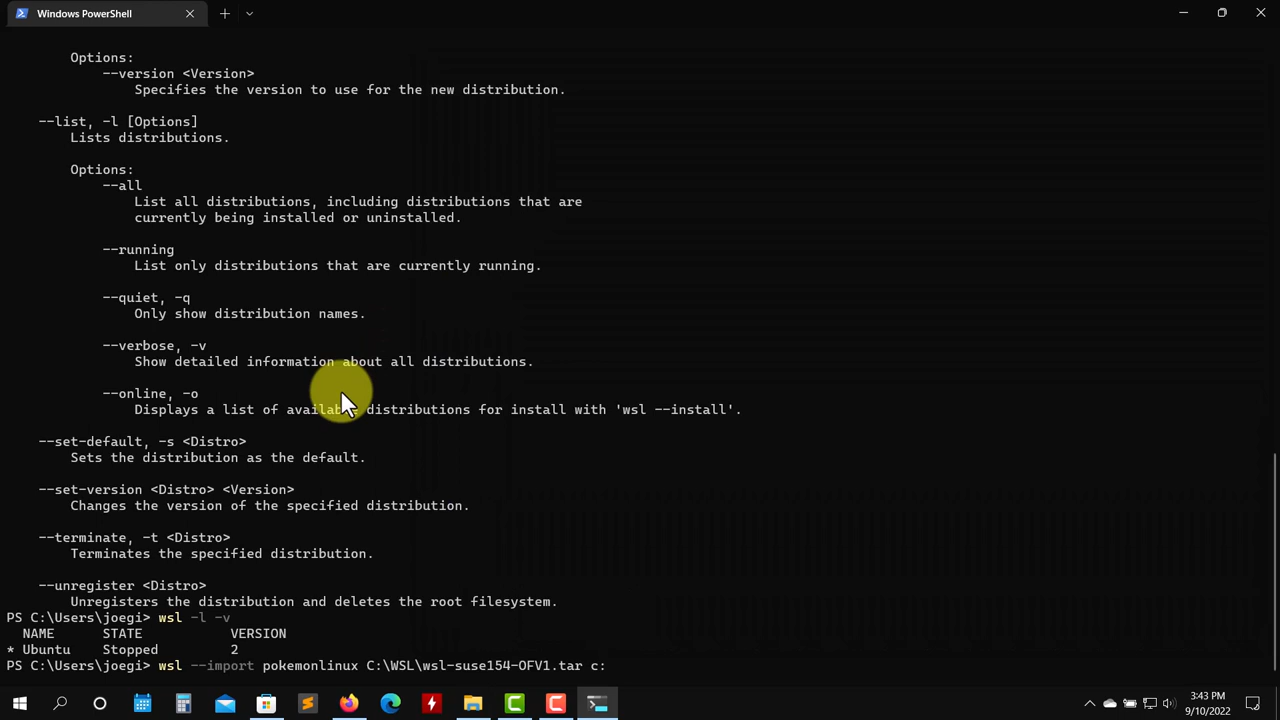 Windows PowerShell
Options:
--version <Version>
Specifies the version to use for the new distribution.
--list, -l [Options]
Lists distributions.
Options:
--all
List all distributions, including distributions that are
currently being installed or uninstalled.
--running
List only distributions that are currently running.
--quiet, -q
Only show distribution names.
--verbose, -v
Show detailed information about all distributions.
--online, -o
Displays a list of available distributions for install with 'wsl --install'.
--set-default, -s <Distro>
Sets the distribution as the default.
--set-version <Distro> <Version>
Changes the version of the specified distribution.
--terminate, -t <Distro>
Terminates the specified distribution.
--unregister <Distro>
Unregisters the distribution and deletes the root filesystem.
PS C:\Users\joegi> wsl -l -v
NAME STATE VERSION
* Ubuntu Stopped 2
PS C:\Users\joegi> wsl --import pokemonlinux C:\WSL\wsl-suse154-OFV1.tar c:
3:43 PM
9/10/2022